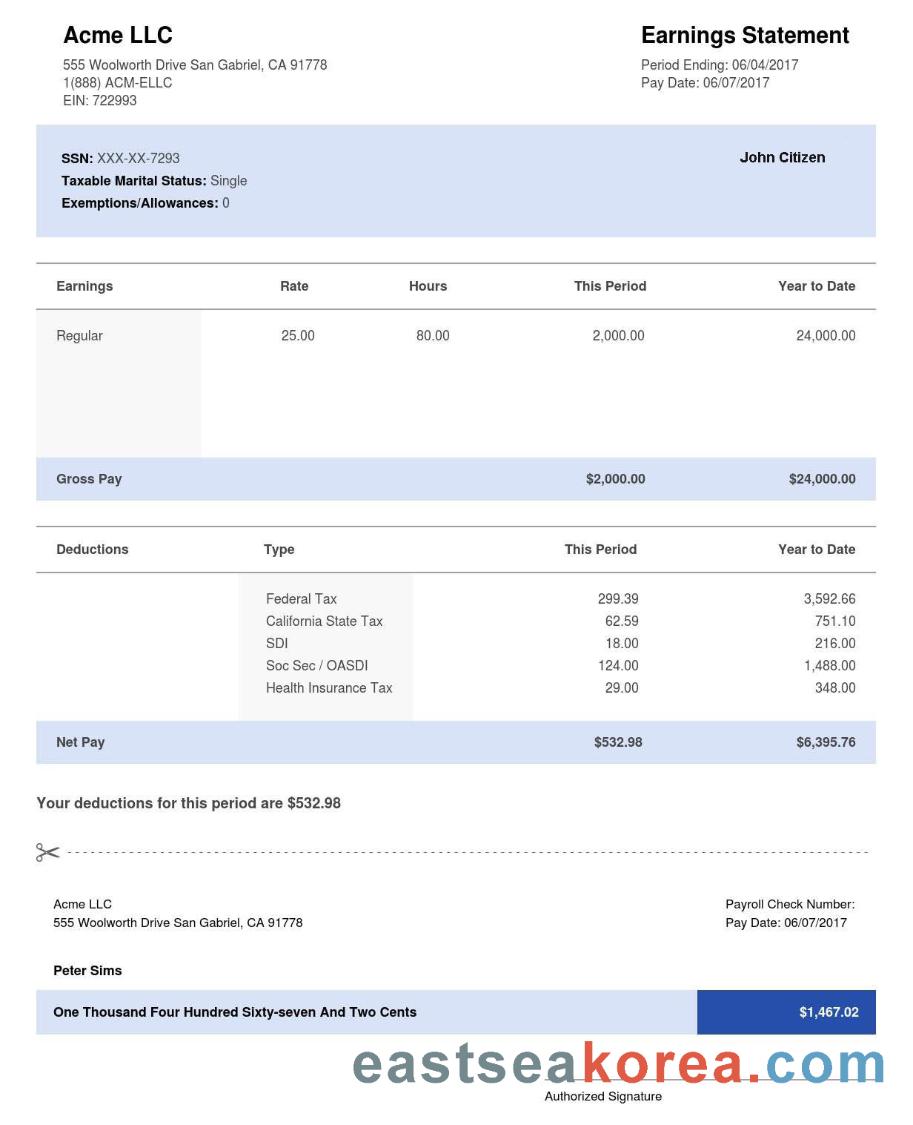 Acme LLC
555 Woolworth Drive San Gabriel, CA 91778
1(888) ACM-ELLC
EIN: 722993
Earnings Statement
Period Ending: 06/04/2017
Pay Date: 06/07/2017
SSN: XXX-XX-7293
Taxable Marital Status: Single
Exemptions/Allowances: 0
John Citizen
Earnings Rate Hours This Period Year to Date
Regular 25.00 80.00 2,000.00 24,000.00
Gross Pay $2,000.00 $24,000.00
Deductions Type This Period Year to Date
Federal Tax 299.39 3,592.66
California State Tax 62.59 751.10
SDI 18.00 216.00
Soc Sec / OASDI 124.00 1,488.00
Health Insurance Tax 29.00 348.00
Net Pay $532.98 $6,395.76
Your deductions for this period are $532.98
Acme LLC
555 Woolworth Drive San Gabriel, CA 91778
Payroll Check Number:
Pay Date: 06/07/2017
Peter Sims
One Thousand Four Hundred Sixty-seven And Two Cents $1,467.02
eastseakorea.com
Authorized Signature